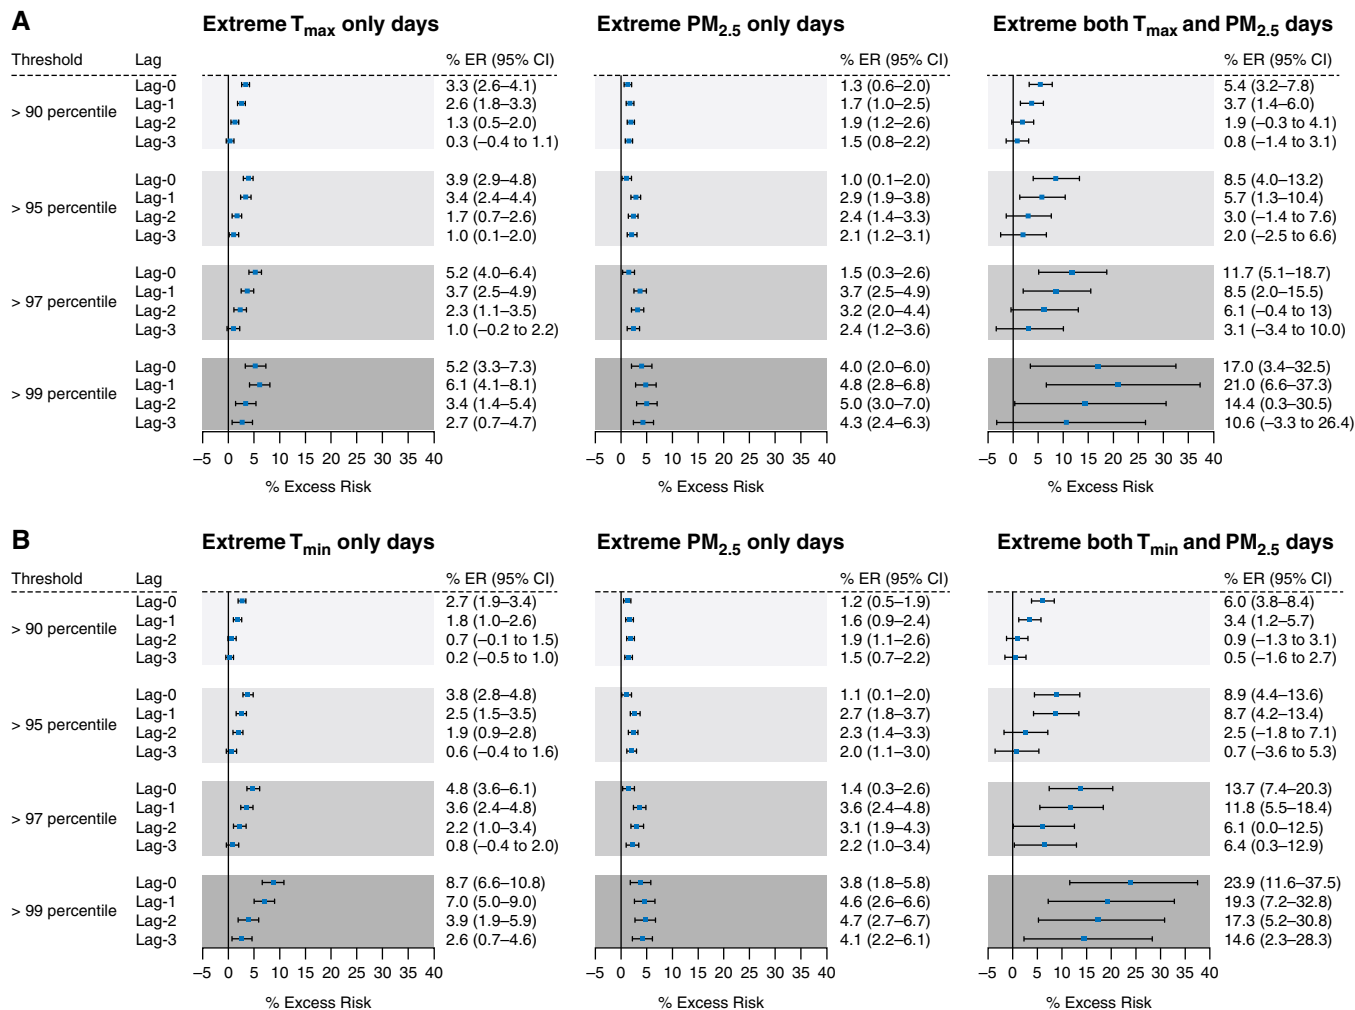 A Extreme Tmax only days Extreme PM2.5 only days Extreme both Tmax and PM2.5 days
Threshold Lag % ER (95% CI) % ER (95% CI) % ER (95% CI)
> 90 percentile
Lag-0 3.3 (2.6–4.1) 1.3 (0.6–2.0) 5.4 (3.2–7.8)
Lag-1 2.6 (1.8–3.3) 1.7 (1.0–2.5) 3.7 (1.4–6.0)
Lag-2 1.3 (0.5–2.0) 1.9 (1.2–2.6) 1.9 (–0.3 to 4.1)
Lag-3 0.3 (–0.4 to 1.1) 1.5 (0.8–2.2) 0.8 (–1.4 to 3.1)
> 95 percentile
Lag-0 3.9 (2.9–4.8) 1.0 (0.1–2.0) 8.5 (4.0–13.2)
Lag-1 3.4 (2.4–4.4) 2.9 (1.9–3.8) 5.7 (1.3–10.4)
Lag-2 1.7 (0.7–2.6) 2.4 (1.4–3.3) 3.0 (–1.4 to 7.6)
Lag-3 1.0 (0.1–2.0) 2.1 (1.2–3.1) 2.0 (–2.5 to 6.6)
> 97 percentile
Lag-0 5.2 (4.0–6.4) 1.5 (0.3–2.6) 11.7 (5.1–18.7)
Lag-1 3.7 (2.5–4.9) 3.7 (2.5–4.9) 8.5 (2.0–15.5)
Lag-2 2.3 (1.1–3.5) 3.2 (2.0–4.4) 6.1 (–0.4 to 13)
Lag-3 1.0 (–0.2 to 2.2) 2.4 (1.2–3.6) 3.1 (–3.4 to 10.0)
> 99 percentile
Lag-0 5.2 (3.3–7.3) 4.0 (2.0–6.0) 17.0 (3.4–32.5)
Lag-1 6.1 (4.1–8.1) 4.8 (2.8–6.8) 21.0 (6.6–37.3)
Lag-2 3.4 (1.4–5.4) 5.0 (3.0–7.0) 14.4 (0.3–30.5)
Lag-3 2.7 (0.7–4.7) 4.3 (2.4–6.3) 10.6 (–3.3 to 26.4)
–5 0 5 10 15 20 25 30 35 40 –5 0 5 10 15 20 25 30 35 40 –5 0 5 10 15 20 25 30 35 40
% Excess Risk % Excess Risk % Excess Risk
B Extreme Tmin only days Extreme PM2.5 only days Extreme both Tmin and PM2.5 days
Threshold Lag % ER (95% CI) % ER (95% CI) % ER (95% CI)
> 90 percentile
Lag-0 2.7 (1.9–3.4) 1.2 (0.5–1.9) 6.0 (3.8–8.4)
Lag-1 1.8 (1.0–2.6) 1.6 (0.9–2.4) 3.4 (1.2–5.7)
Lag-2 0.7 (–0.1 to 1.5) 1.9 (1.1–2.6) 0.9 (–1.3 to 3.1)
Lag-3 0.2 (–0.5 to 1.0) 1.5 (0.7–2.2) 0.5 (–1.6 to 2.7)
> 95 percentile
Lag-0 3.8 (2.8–4.8) 1.1 (0.1–2.0) 8.9 (4.4–13.6)
Lag-1 2.5 (1.5–3.5) 2.7 (1.8–3.7) 8.7 (4.2–13.4)
Lag-2 1.9 (0.9–2.8) 2.3 (1.4–3.3) 2.5 (–1.8 to 7.1)
Lag-3 0.6 (–0.4 to 1.6) 2.0 (1.1–3.0) 0.7 (–3.6 to 5.3)
> 97 percentile
Lag-0 4.8 (3.6–6.1) 1.4 (0.3–2.6) 13.7 (7.4–20.3)
Lag-1 3.6 (2.4–4.8) 3.6 (2.4–4.8) 11.8 (5.5–18.4)
Lag-2 2.2 (1.0–3.4) 3.1 (1.9–4.3) 6.1 (0.0–12.5)
Lag-3 0.8 (–0.4 to 2.0) 2.2 (1.0–3.4) 6.4 (0.3–12.9)
> 99 percentile
Lag-0 8.7 (6.6–10.8) 3.8 (1.8–5.8) 23.9 (11.6–37.5)
Lag-1 7.0 (5.0–9.0) 4.6 (2.6–6.6) 19.3 (7.2–32.8)
Lag-2 3.9 (1.9–5.9) 4.7 (2.7–6.7) 17.3 (5.2–30.8)
Lag-3 2.6 (0.7–4.6) 4.1 (2.2–6.1) 14.6 (2.3–28.3)
–5 0 5 10 15 20 25 30 35 40 –5 0 5 10 15 20 25 30 35 40 –5 0 5 10 15 20 25 30 35 40
% Excess Risk % Excess Risk % Excess Risk